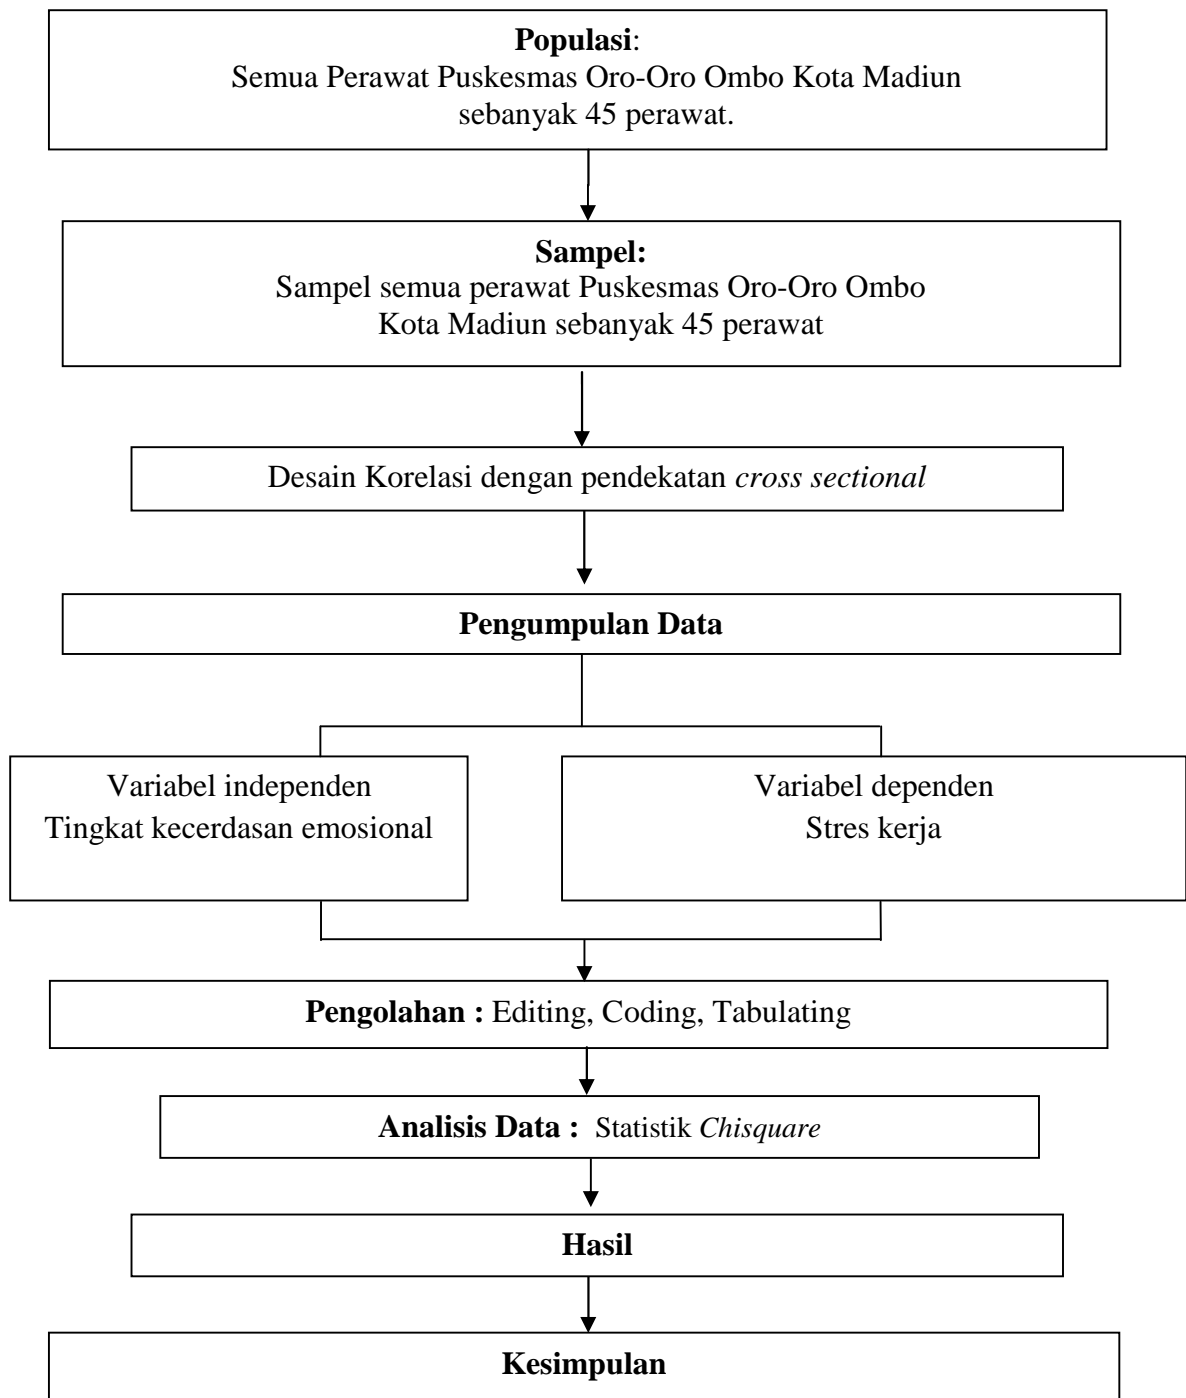 Populasi:
Semua Perawat Puskesmas Oro-Oro Ombo Kota Madiun
sebanyak 45 perawat.
Sampel:
Sampel semua perawat Puskesmas Oro-Oro Ombo
Kota Madiun sebanyak 45 perawat
Desain Korelasi dengan pendekatan cross sectional
Pengumpulan Data
Variabel independen
Tingkat kecerdasan emosional
Variabel dependen
Stres kerja
Pengolahan : Editing, Coding, Tabulating
Analisis Data : Statistik Chisquare
Hasil
Kesimpulan